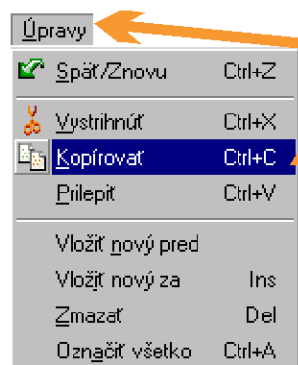 Úpravy
Späť/Znovu Ctrl+Z
Vystrihnúť Ctrl+X
Kopírovať Ctrl+C
Prilepiť Ctrl+V
Vložiť nový pred
Vložiť nový za Ins
Zmazať Del
Označiť všetko Ctrl+A